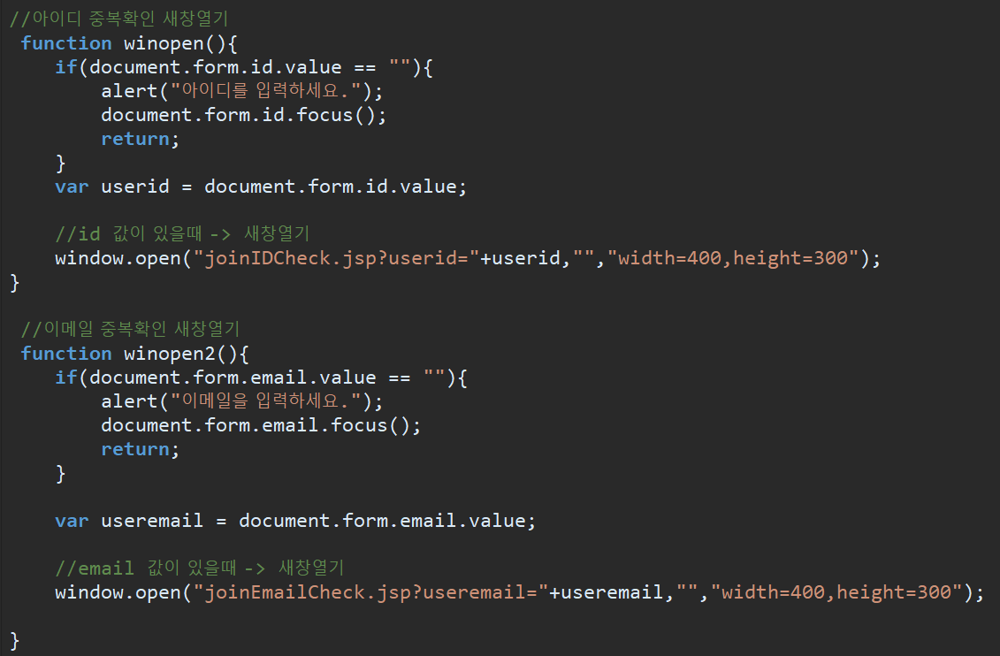 //아이디 중복확인 새창열기
function winopen(){
if(document.form.id.value == ""){
alert("아이디를 입력하세요.");
document.form.id.focus();
return;
}
var userid = document.form.id.value;
//id 값이 있을때 -> 새창열기
window.open("joinIDCheck.jsp?userid="+userid,"","width=400,height=300");
}
//이메일 중복확인 새창열기
function winopen2(){
if(document.form.email.value == ""){
alert("이메일을 입력하세요.");
document.form.email.focus();
return;
}
var useremail = document.form.email.value;
//email 값이 있을때 -> 새창열기
window.open("joinEmailCheck.jsp?useremail="+useremail,"","width=400,height=300");
}